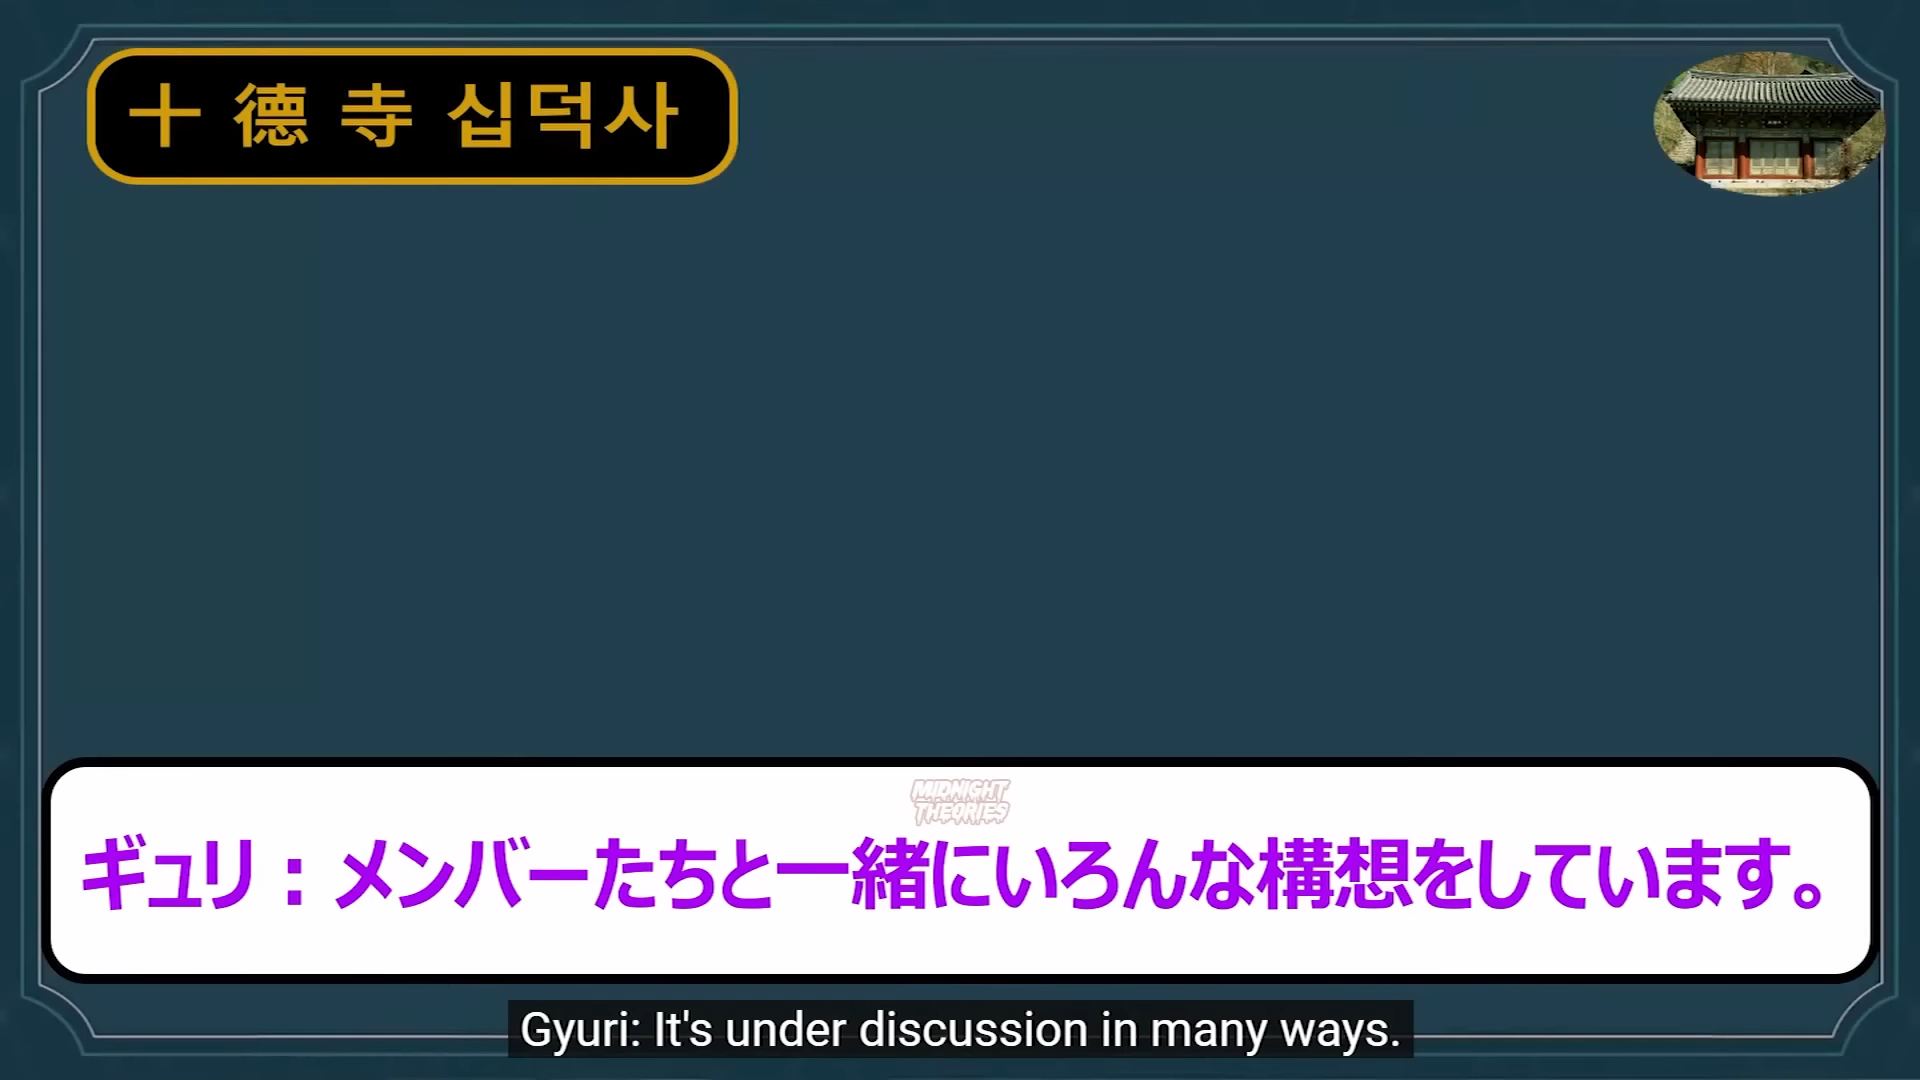 十 德 寺 십덕사
MIDNIGHT
THEORIES
ギュリ：メンバーたちと一緒にいろんな構想をしています。
Gyuri: It's under discussion in many ways.